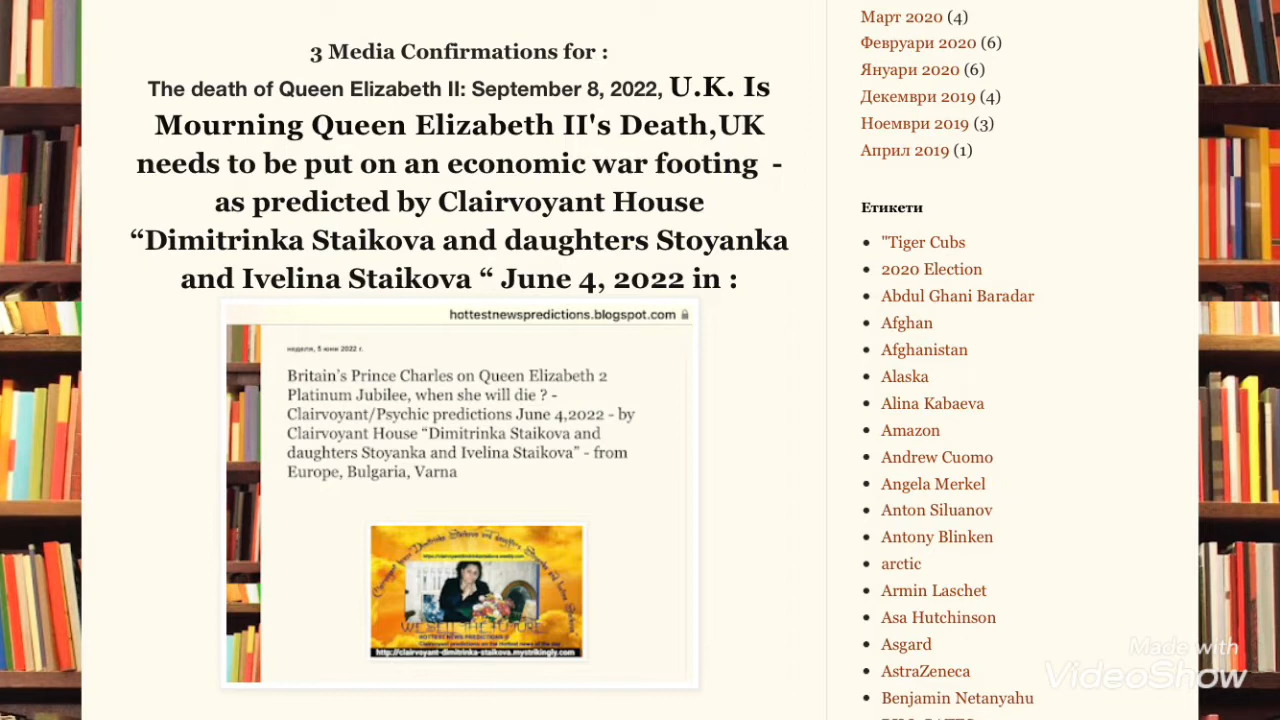 3 Media Confirmations for :
The death of Queen Elizabeth II: September 8, 2022, U.K. Is
Mourning Queen Elizabeth II's Death,UK
needs to be put on an economic war footing -
as predicted by Clairvoyant House
“Dimitrinka Staikova and daughters Stoyanka
and Ivelina Staikova “ June 4, 2022 in :
hottestnewspredictions.blogspot.com
неделя, 5 юни 2022 г.
Britain’s Prince Charles on Queen Elizabeth 2
Platinum Jubilee, when she will die ? -
Clairvoyant/Psychic predictions June 4,2022 - by
Clairvoyant House “Dimitrinka Staikova and
daughters Stoyanka and Ivelina Staikova” - from
Europe, Bulgaria, Varna
WE SELL THE FUTURE
HOTTEST NEWS PREDICTIONS
http://clairvoyant-dimitrinka-staikova.mystrikingly.com
Март 2020 (4)
Февруари 2020 (6)
Януари 2020 (6)
Декември 2019 (4)
Ноември 2019 (3)
Април 2019 (1)
Етикети
"Tiger Cubs
2020 Election
Abdul Ghani Baradar
Afghan
Afghanistan
Alaska
Alina Kabaeva
Amazon
Andrew Cuomo
Angela Merkel
Anton Siluanov
Antony Blinken
arctic
Armin Laschet
Asa Hutchinson
Asgard
AstraZeneca
Benjamin Netanyahu
Made with
VideoShow